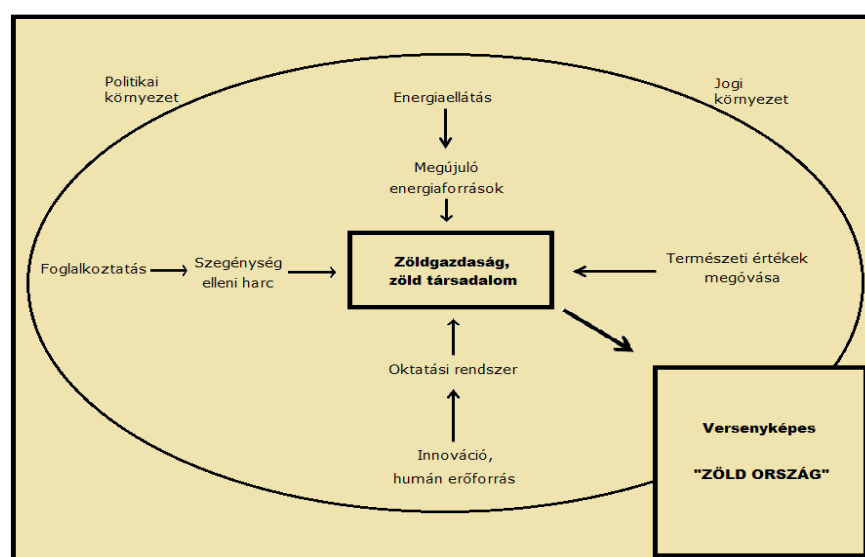 Politikai
környezet
Jogi
környezet
Energiaellátás
Megújuló
energiaforrások
Foglalkoztatás
Szegénység
elleni harc
Zöldgazdaság,
zöld társadalom
Természeti értékek
megóvása
Oktatási rendszer
Innováció,
humán erőforrás
Versenyképes
"ZÖLD ORSZÁG"